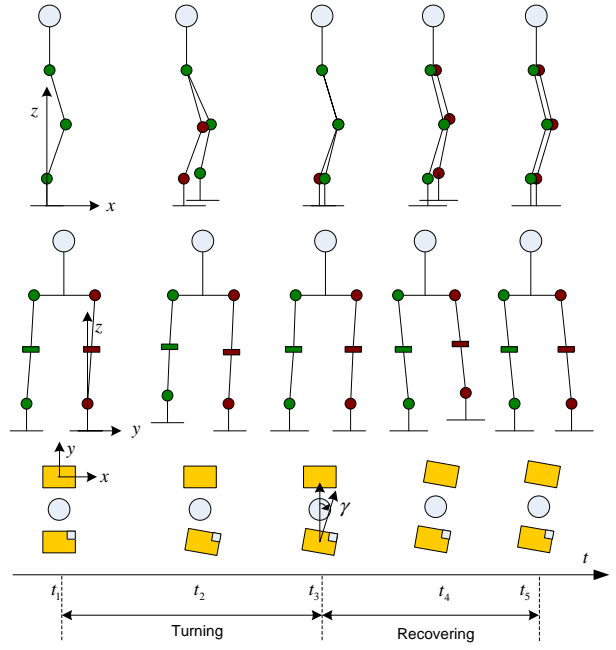 z
x
z
y
y
x
γ
t
t1 t2 t3 t4 t5
Turning
Recovering